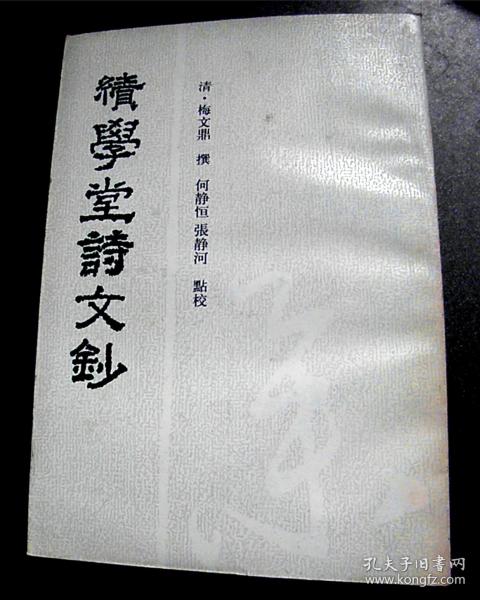 績學堂詩文鈔
清·梅文鼎 撰 何静恒 張静河 點校
孔夫子旧书网
www.kongfz.com